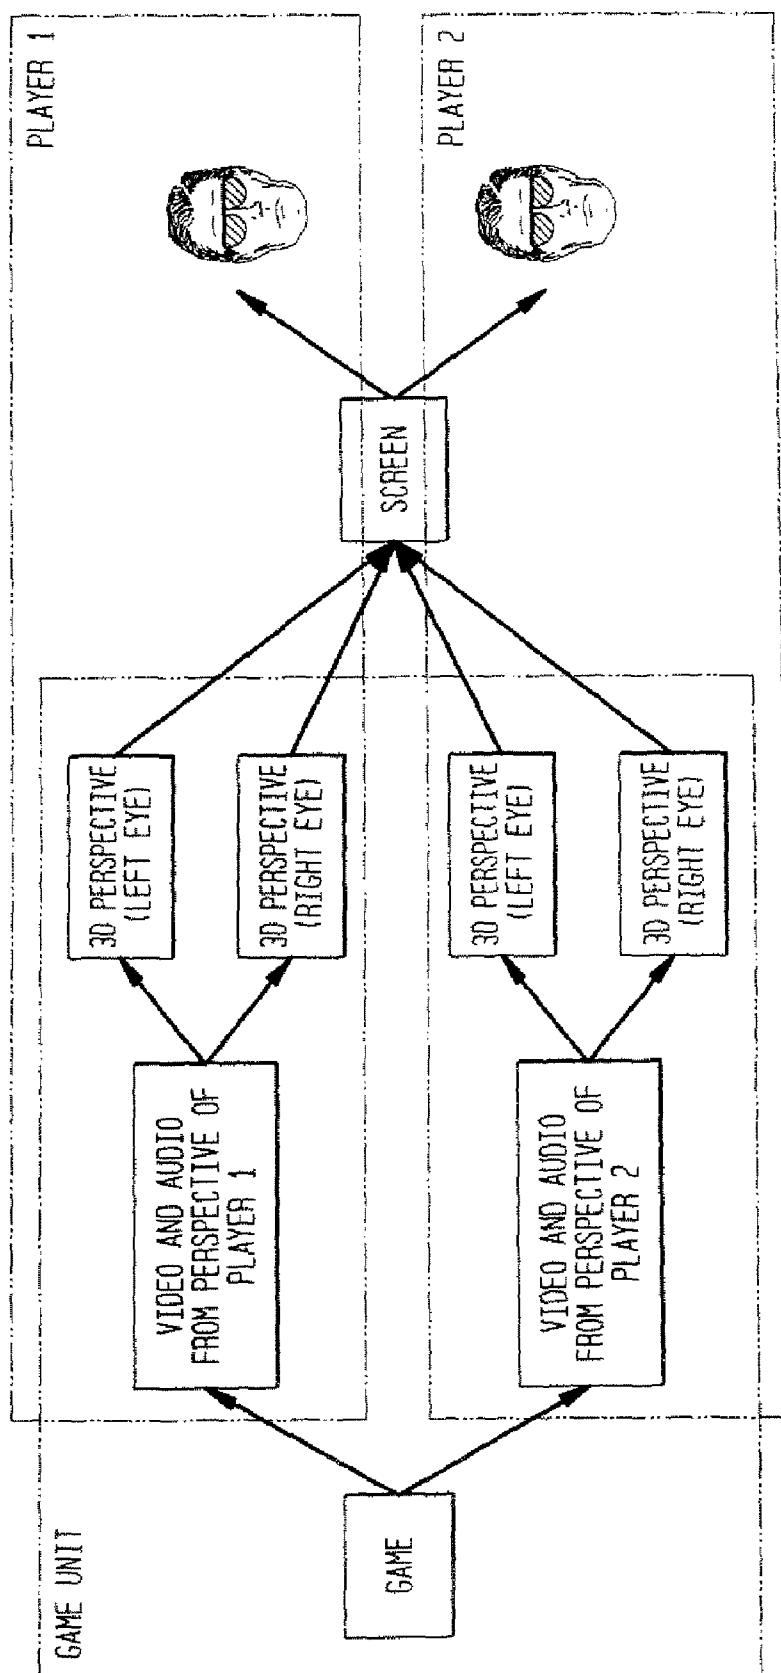 GAME UNIT
GAME
VIDEO AND AUDIO
FROM PERSPECTIVE OF
PLAYER 1
VIDEO AND AUDIO
FROM PERSPECTIVE OF
PLAYER 2
3D PERSPECTIVE
(LEFT EYE)
3D PERSPECTIVE
(RIGHT EYE)
3D PERSPECTIVE
(LEFT EYE)
3D PERSPECTIVE
(RIGHT EYE)
SCREEN
PLAYER 1
PLAYER 2